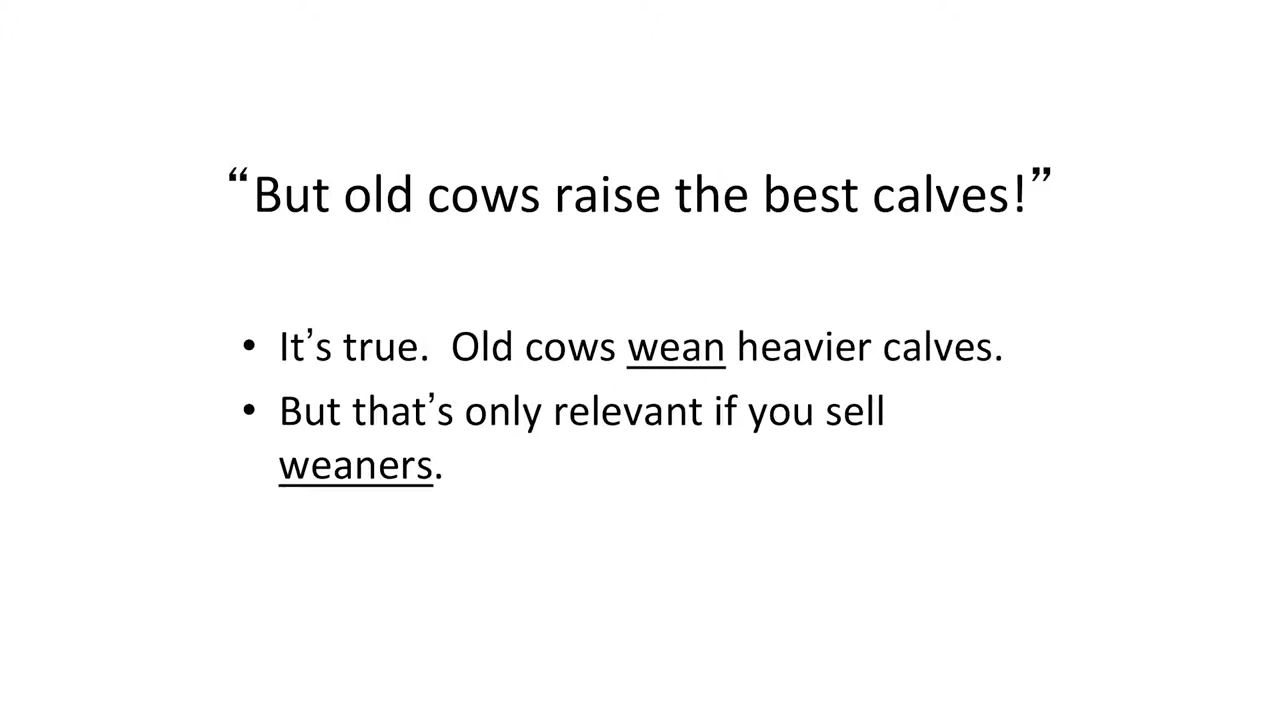 “But old cows raise the best calves!”
• It’s true.  Old cows wean heavier calves.
• But that’s only relevant if you sell
weaners.